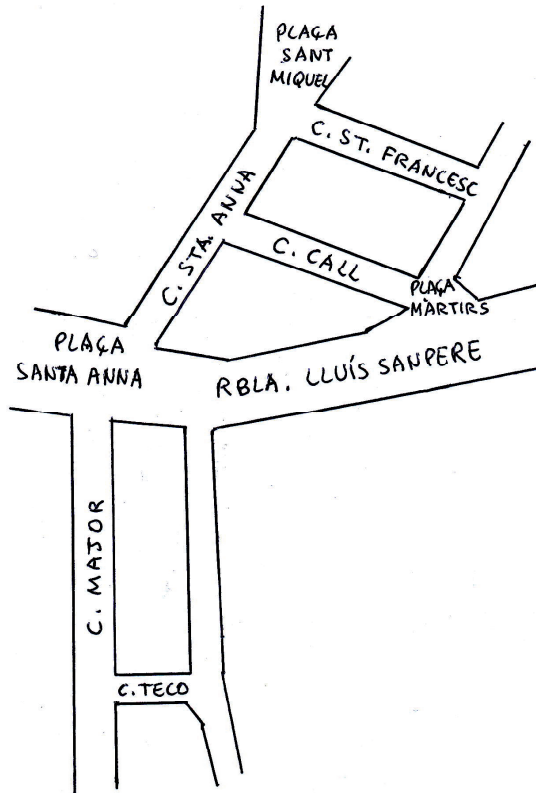 PLAÇA
SANT
MIQUEL
C. ST. FRANCESC
C. STA. ANNA
C. CALL
PLAÇA
MÀRTIRS
PLAÇA
SANTA ANNA
RBLA. LLUÍS SANPERE
C. MAJOR
C. TECO